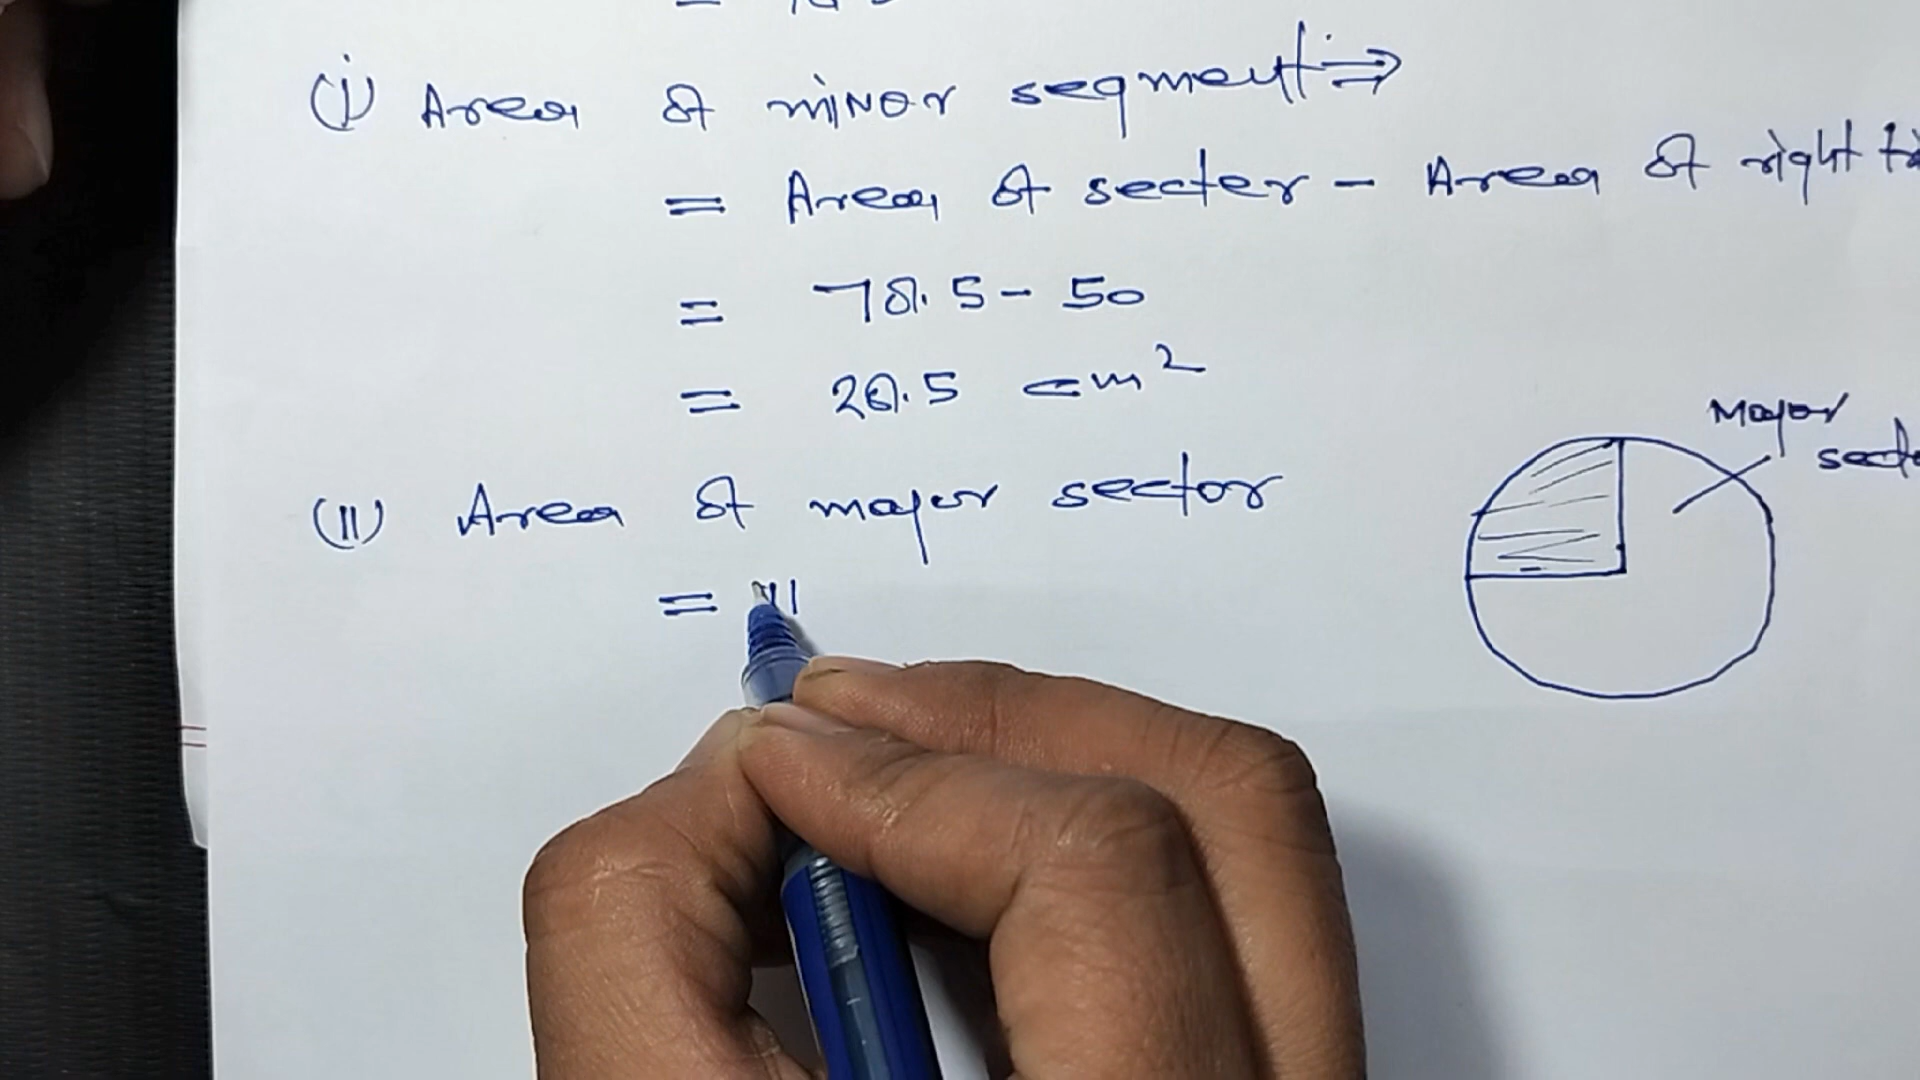 (i) Area of minor segment :⇒
= Area of secter - Area of right
= 78.5 - 50
= 28.5 cm²
Major
(II) Area of major sector
=